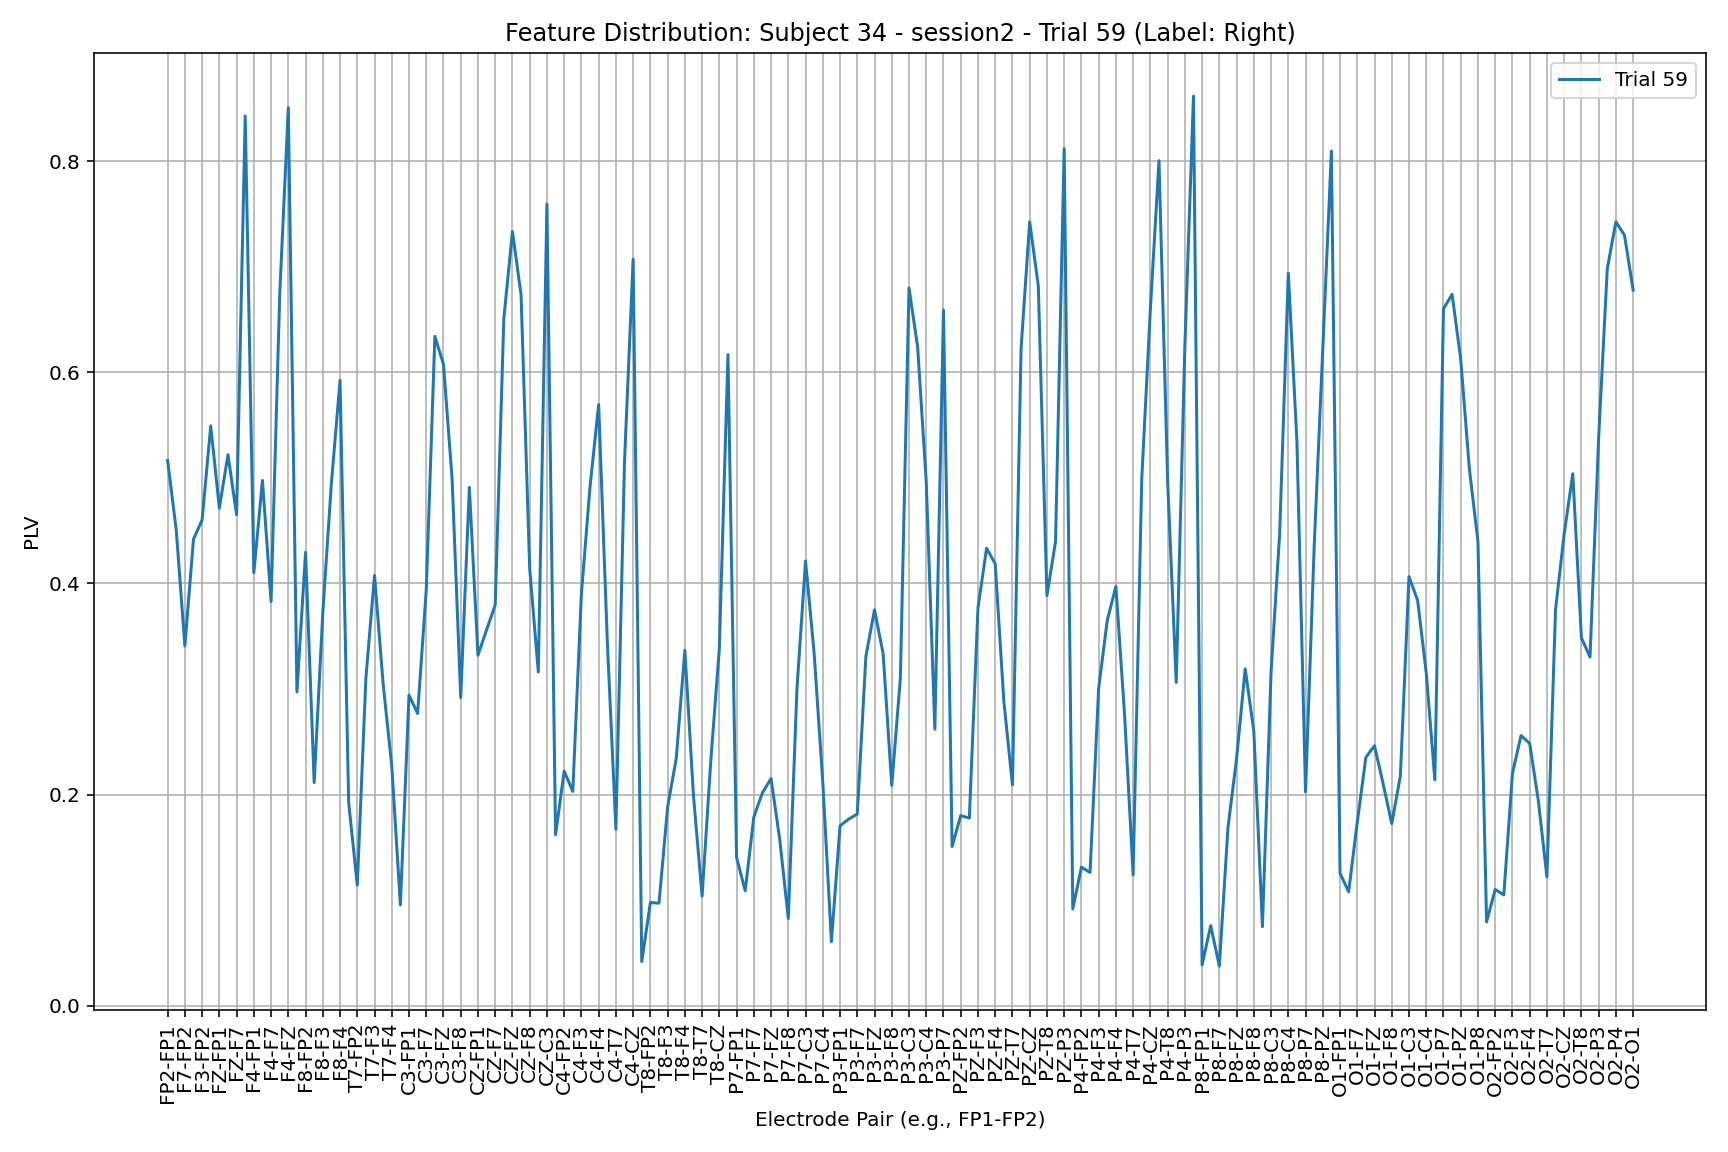 Feature Distribution: Subject 34 - session2 - Trial 59 (Label: Right)
Trial 59
PLV
0.8
0.6
0.4
0.2
0.0
FP2-FP1
F7-FP2
F3-FP2
FZ-FP1
FZ-F7
F4-FP1
F4-F7
F4-FZ
F8-FP2
F8-F3
F8-F4
T7-FP2
T7-F3
T7-F4
C3-FP1
C3-F7
C3-FZ
C3-F8
CZ-FP1
CZ-F7
CZ-FZ
CZ-F8
CZ-C3
C4-FP2
C4-F3
C4-F4
C4-T7
C4-CZ
T8-FP2
T8-F3
T8-F4
T8-T7
T8-CZ
P7-FP1
P7-F7
P7-FZ
P7-F8
P7-C3
P7-C4
P3-FP1
P3-F7
P3-FZ
P3-F8
P3-C3
P3-C4
P3-P7
PZ-FP2
PZ-F3
PZ-F4
PZ-T7
PZ-CZ
PZ-T8
PZ-P3
P4-FP2
P4-F3
P4-F4
P4-T7
P4-CZ
P4-T8
P4-P3
P8-FP1
P8-F7
P8-FZ
P8-F8
P8-C3
P8-C4
P8-P7
P8-PZ
O1-FP1
O1-F7
O1-FZ
O1-F8
O1-C3
O1-C4
O1-P7
O1-PZ
O1-P8
O2-FP2
O2-F3
O2-F4
O2-T7
O2-CZ
O2-T8
O2-P3
O2-P4
O2-O1
Electrode Pair (e.g., FP1-FP2)